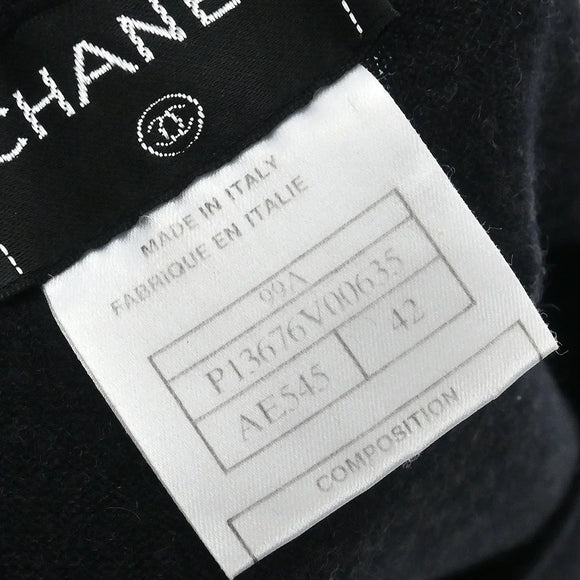 CHANE
MADE IN ITALY
FABRIQUE EN ITALIE
99A
P13676V00635
AE545 42
COMPOSITION